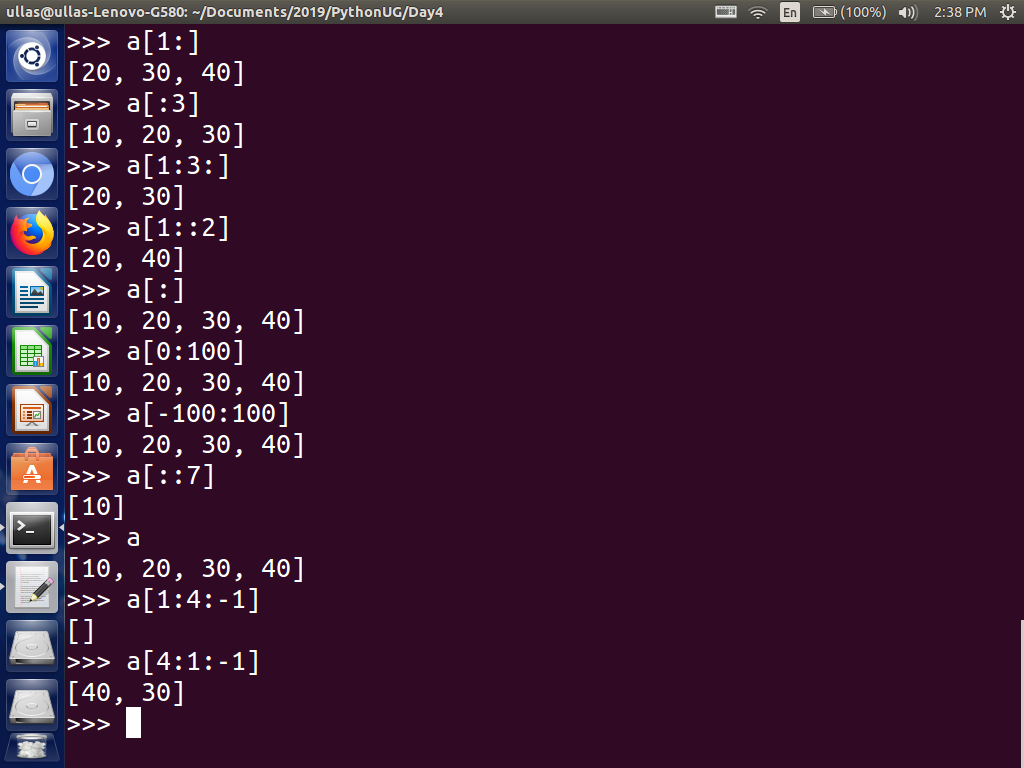 ullas@ullas-Lenovo-G580: ~/Documents/2019/PythonUG/Day4 En (100%) 2:38 PM
>>> a[1:]
[20, 30, 40]
>>> a[:3]
[10, 20, 30]
>>> a[1:3:]
[20, 30]
>>> a[1::2]
[20, 40]
>>> a[:]
[10, 20, 30, 40]
>>> a[0:100]
[10, 20, 30, 40]
>>> a[-100:100]
[10, 20, 30, 40]
>>> a[::7]
[10]
>>> a
[10, 20, 30, 40]
>>> a[1:4:-1]
[]
>>> a[4:1:-1]
[40, 30]
>>>